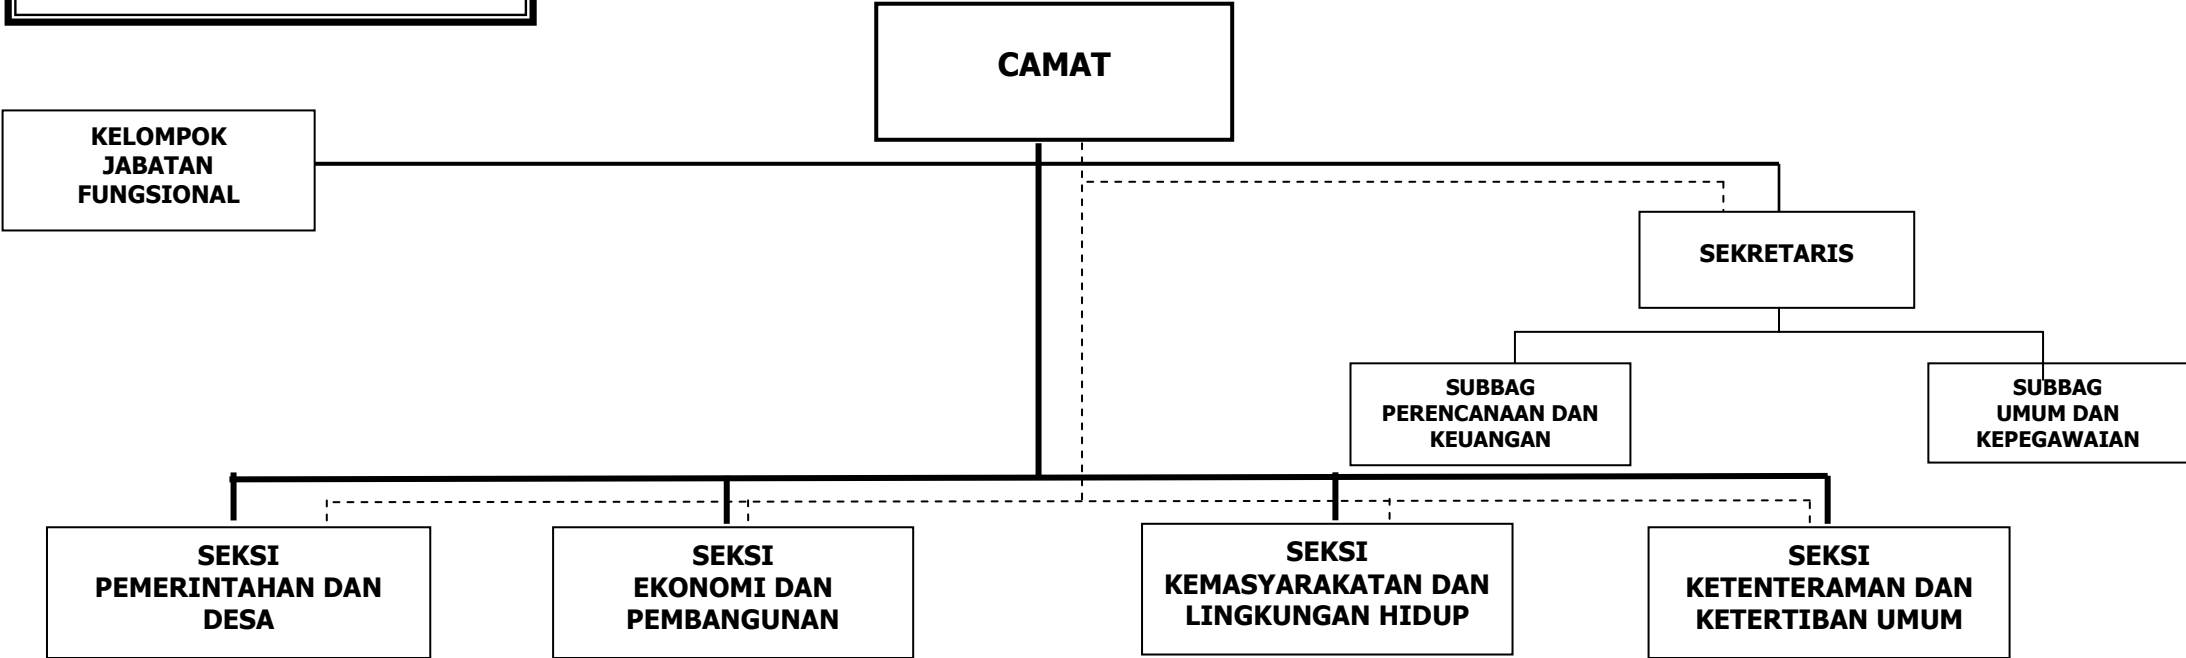 CAMAT
KELOMPOK
JABATAN
FUNGSIONAL
SEKRETARIS
SUBBAG
PERENCANAAN DAN
KEUANGAN
SUBBAG
UMUM DAN
KEPEGAWAIAN
SEKSI
PEMERINTAHAN DAN
DESA
SEKSI
EKONOMI DAN
PEMBANGUNAN
SEKSI
KEMASYARAKATAN DAN
LINGKUNGAN HIDUP
SEKSI
KETENTERAMAN DAN
KETERTIBAN UMUM